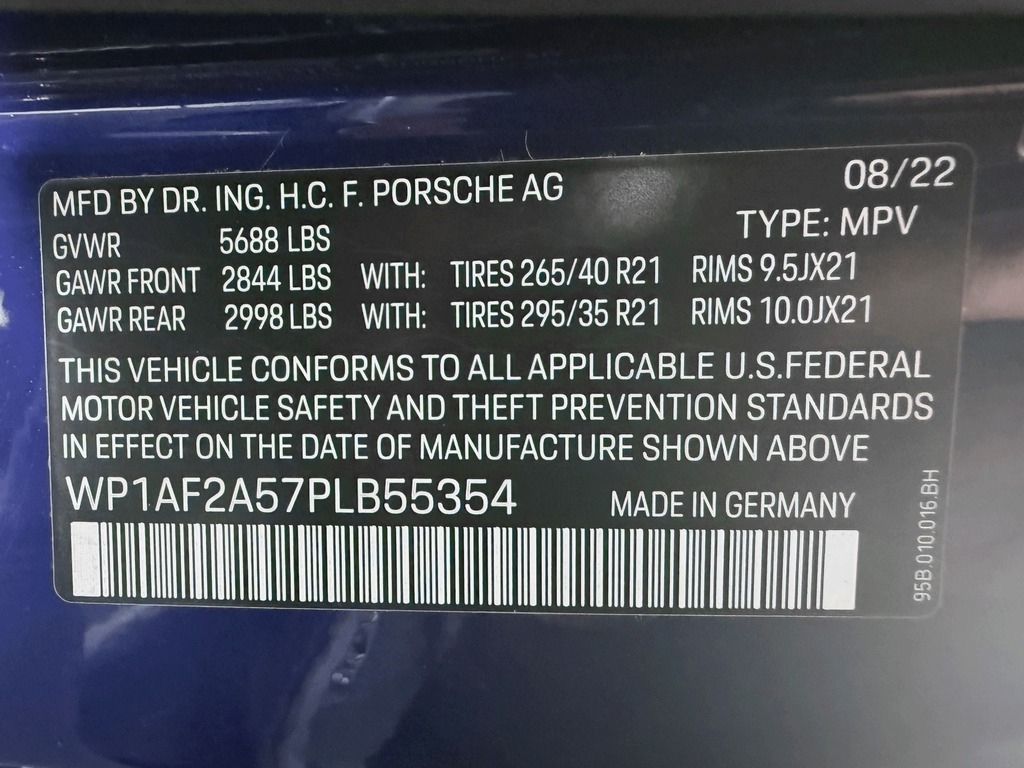 MFD BY DR. ING. H.C. F. PORSCHE AG 08/22
TYPE: MPV
GVWR 5688 LBS
GAWR FRONT 2844 LBS WITH: TIRES 265/40 R21 RIMS 9.5JX21
GAWR REAR 2998 LBS WITH: TIRES 295/35 R21 RIMS 10.0JX21
THIS VEHICLE CONFORMS TO ALL APPLICABLE U.S.FEDERAL
MOTOR VEHICLE SAFETY AND THEFT PREVENTION STANDARDS
IN EFFECT ON THE DATE OF MANUFACTURE SHOWN ABOVE
WP1AF2A57PLB55354 MADE IN GERMANY
95B.010.016.BH